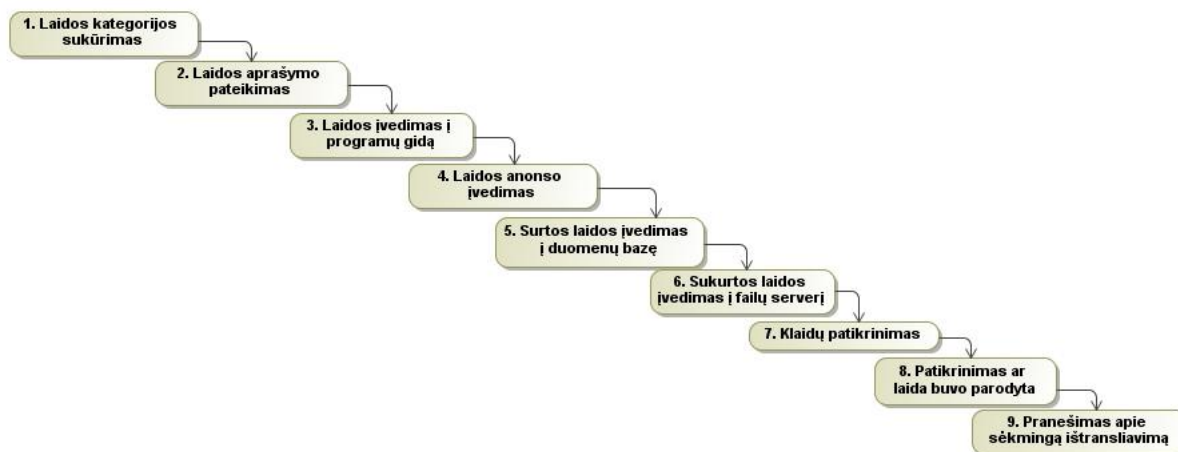 1. Laidos kategorijos
sukūrimas
2. Laidos aprašymo
pateikimas
3. Laidos įvedimas į
programų gidą
4. Laidos anonso
įvedimas
5. Surtos laidos įvedimas
į duomenų bazę
6. Sukurtos laidos
įvedimas į failų serverį
7. Klaidų patikrinimas
8. Patikrinimas ar
laida buvo parodyta
9. Pranešimas apie
sėkmingą ištransliavimą